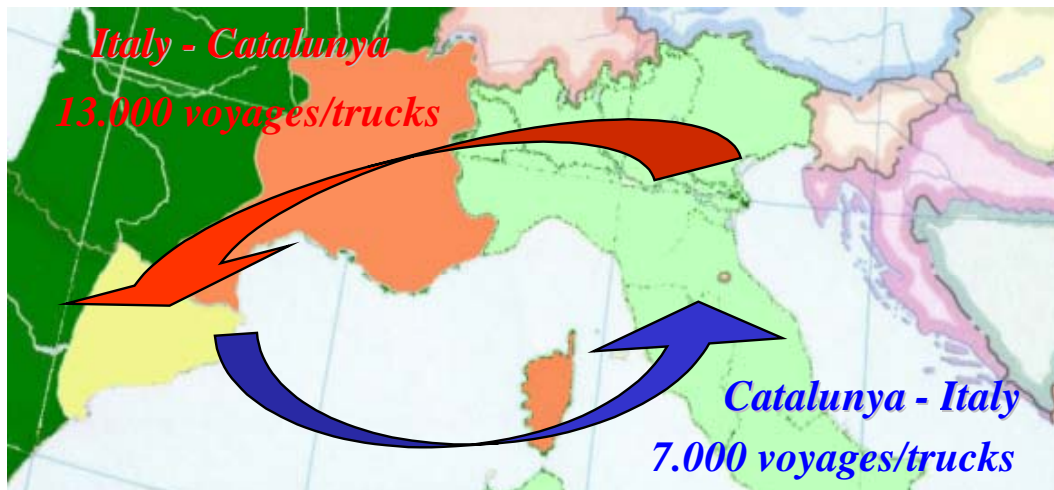 Italy - Catalunya
13.000 voyages/trucks
Catalunya - Italy
7.000 voyages/trucks